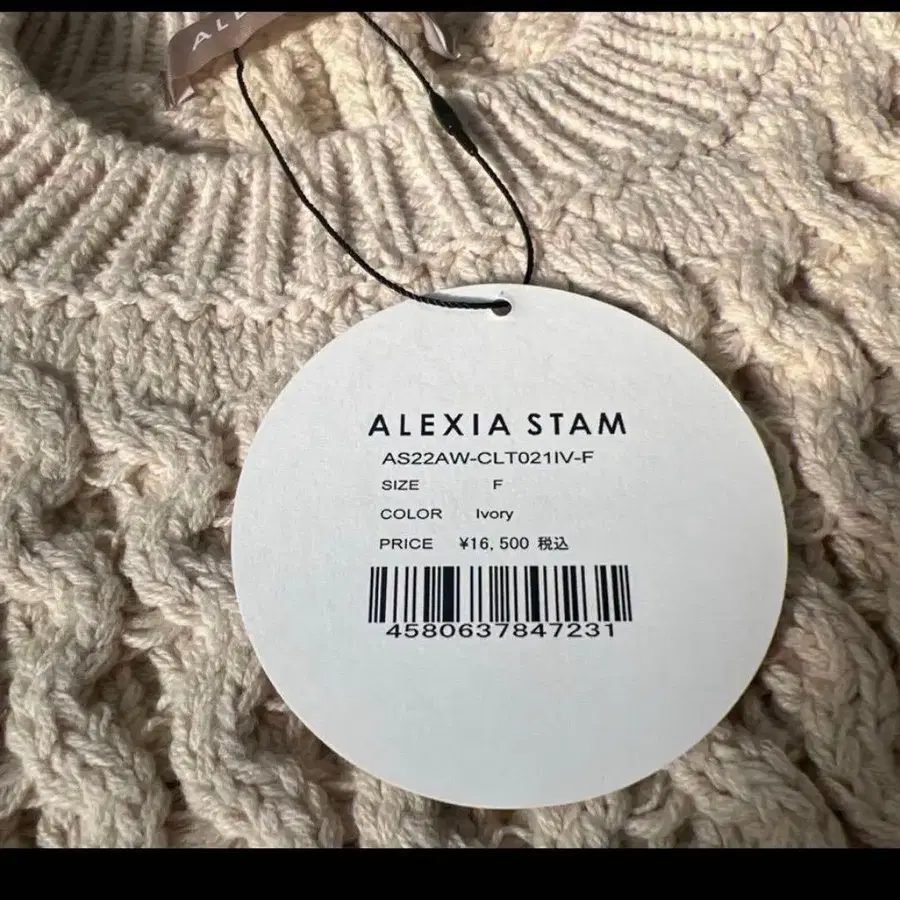 ALEXIA STAM
AS22AW-CLT021IV-F
SIZE F
COLOR Ivory
PRICE ¥16,500 税込
4580637847231